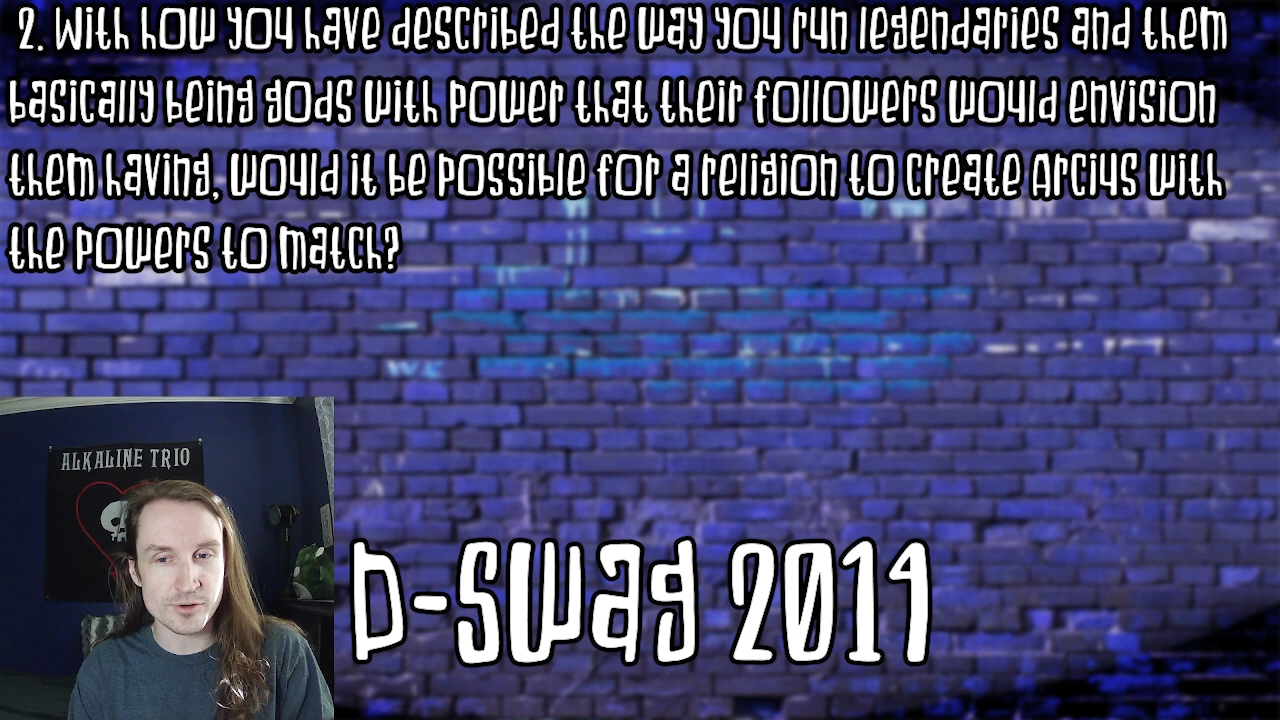 2. With how you have described the way you run legendaries and them
basically being gods with power that their followers would envision
them having, would it be possible for a religion to create Arcius with
the powers to match?
ALKALINE TRIO
D-Swag 2019